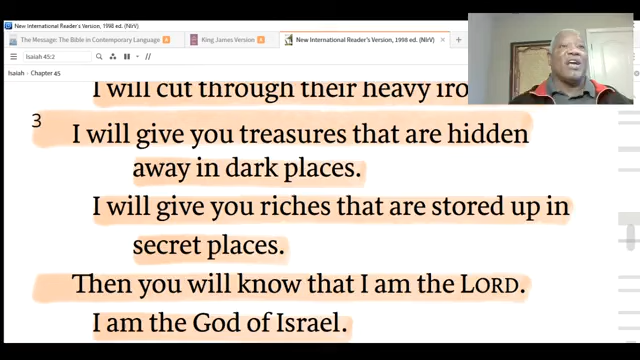 New International Reader's Version, 1998 ed. (NirV)
The Message: The Bible in Contemporary Language
King James Version
New International Reader's Version, 1998 ed. (NirV)
Isaiah 45:2
Isaiah › Chapter 45
I will cut through their heavy iro
3 I will give you treasures that are hidden
away in dark places.
I will give you riches that are stored up in
secret places.
Then you will know that I am the LORD.
I am the God of Israel.